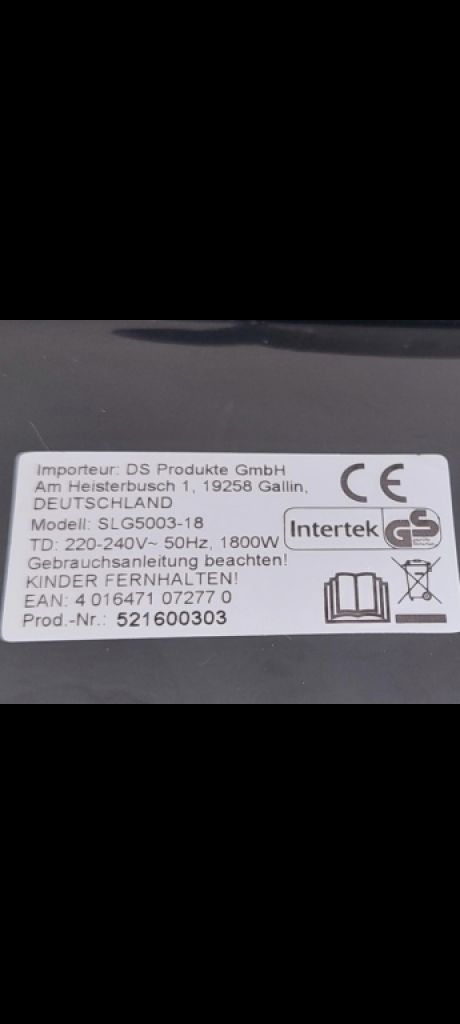 Importeur: DS Produkte GmbH
Am Heisterbusch 1, 19258 Gallin,
DEUTSCHLAND
Modell: SLG5003-18
TD: 220-240V~ 50Hz, 1800W
Gebrauchsanleitung beachten!
KINDER FERNHALTEN!
EAN: 4 016471 07277 0
Prod.-Nr.: 521600303
CE
Intertek
GS